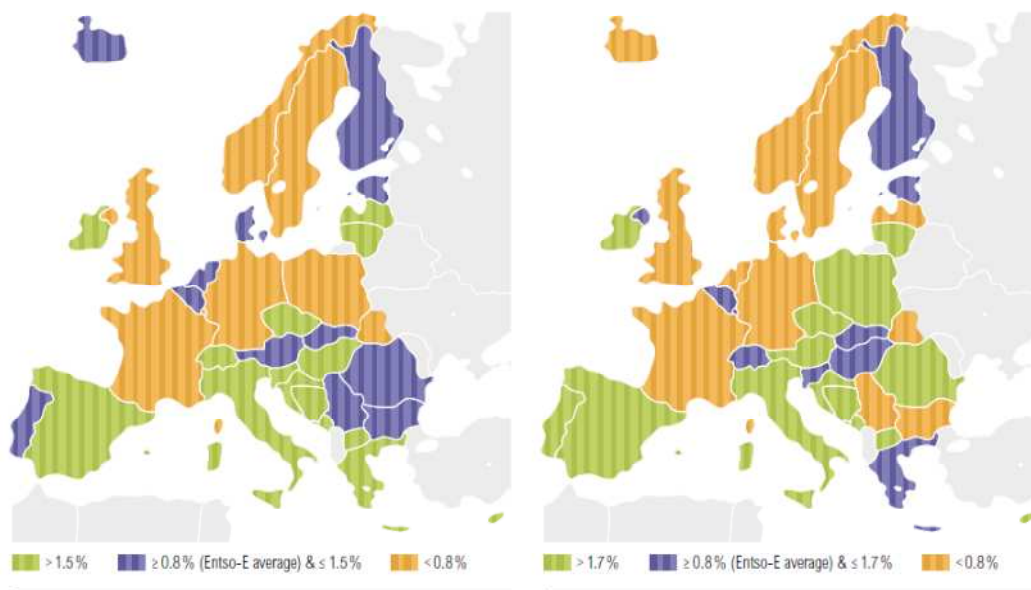 > 1.5 % ≥ 0.8 % (Entso-E average) & ≤ 1.5 % < 0.8 %
> 1.7 % ≥ 0.8 % (Entso-E average) & ≤ 1.7 % < 0.8 %